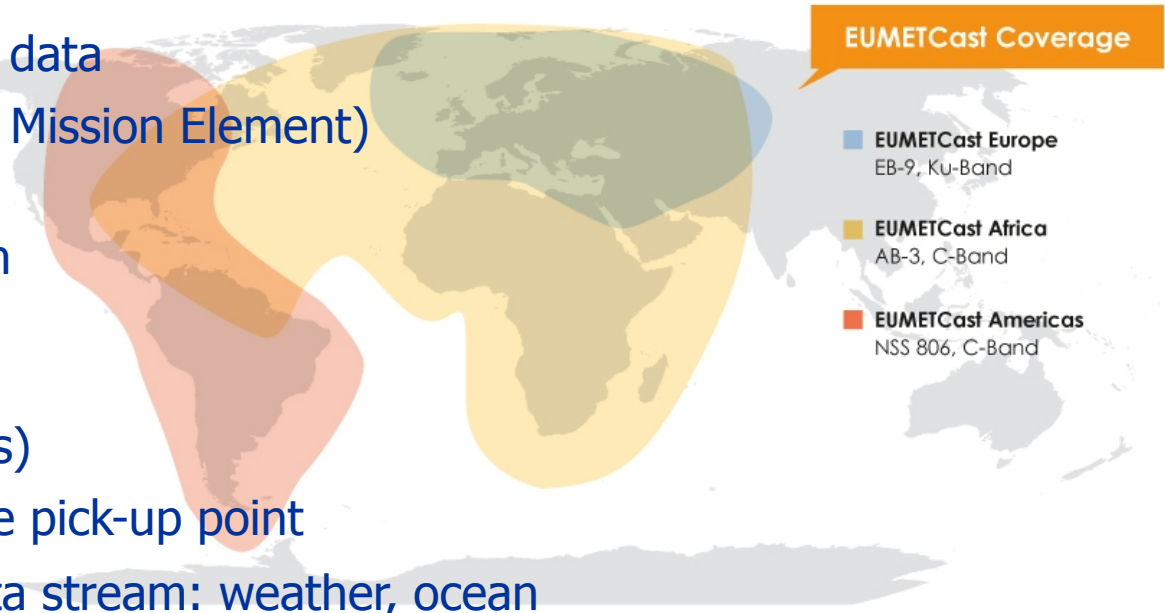 data
Mission Element)
n
s)
e pick-up point
ta stream: weather, ocean
EUMETCast Coverage
EUMETCast Europe
EB-9, Ku-Band
EUMETCast Africa
AB-3, C-Band
EUMETCast Americas
NSS 806, C-Band